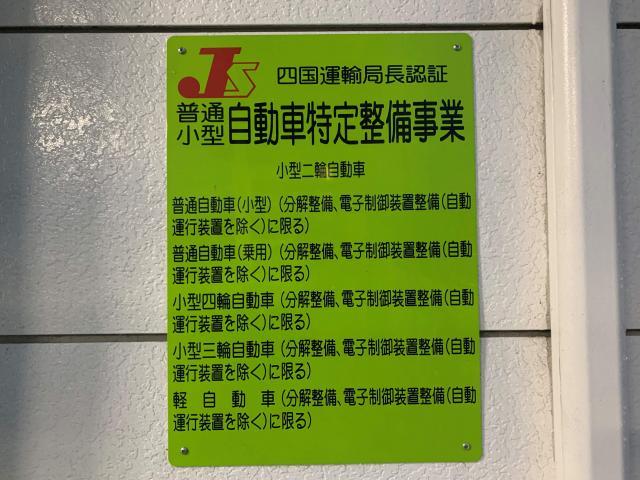 JS 四国運輸局長認証
普通
小型 自動車特定整備事業
小型二輪自動車
普通自動車(小型)(分解整備、電子制御装置整備(自動
運行装置を除く)に限る)
普通自動車(乗用)(分解整備、電子制御装置整備(自動
運行装置を除く)に限る)
小型四輪自動車(分解整備、電子制御装置整備(自動
運行装置を除く)に限る)
小型三輪自動車(分解整備、電子制御装置整備(自動
運行装置を除く)に限る)
軽自動車(分解整備、電子制御装置整備(自動
運行装置を除く)に限る)